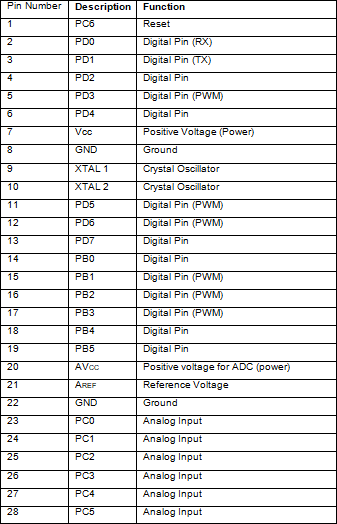 Pin Number Description Function
1 PC6 Reset
2 PD0 Digital Pin (RX)
3 PD1 Digital Pin (TX)
4 PD2 Digital Pin
5 PD3 Digital Pin (PWM)
6 PD4 Digital Pin
7 Vcc Positive Voltage (Power)
8 GND Ground
9 XTAL 1 Crystal Oscillator
10 XTAL 2 Crystal Oscillator
11 PD5 Digital Pin (PWM)
12 PD6 Digital Pin (PWM)
13 PD7 Digital Pin
14 PB0 Digital Pin
15 PB1 Digital Pin (PWM)
16 PB2 Digital Pin (PWM)
17 PB3 Digital Pin (PWM)
18 PB4 Digital Pin
19 PB5 Digital Pin
20 AVCC Positive voltage for ADC (power)
21 AREF Reference Voltage
22 GND Ground
23 PC0 Analog Input
24 PC1 Analog Input
25 PC2 Analog Input
26 PC3 Analog Input
27 PC4 Analog Input
28 PC5 Analog Input